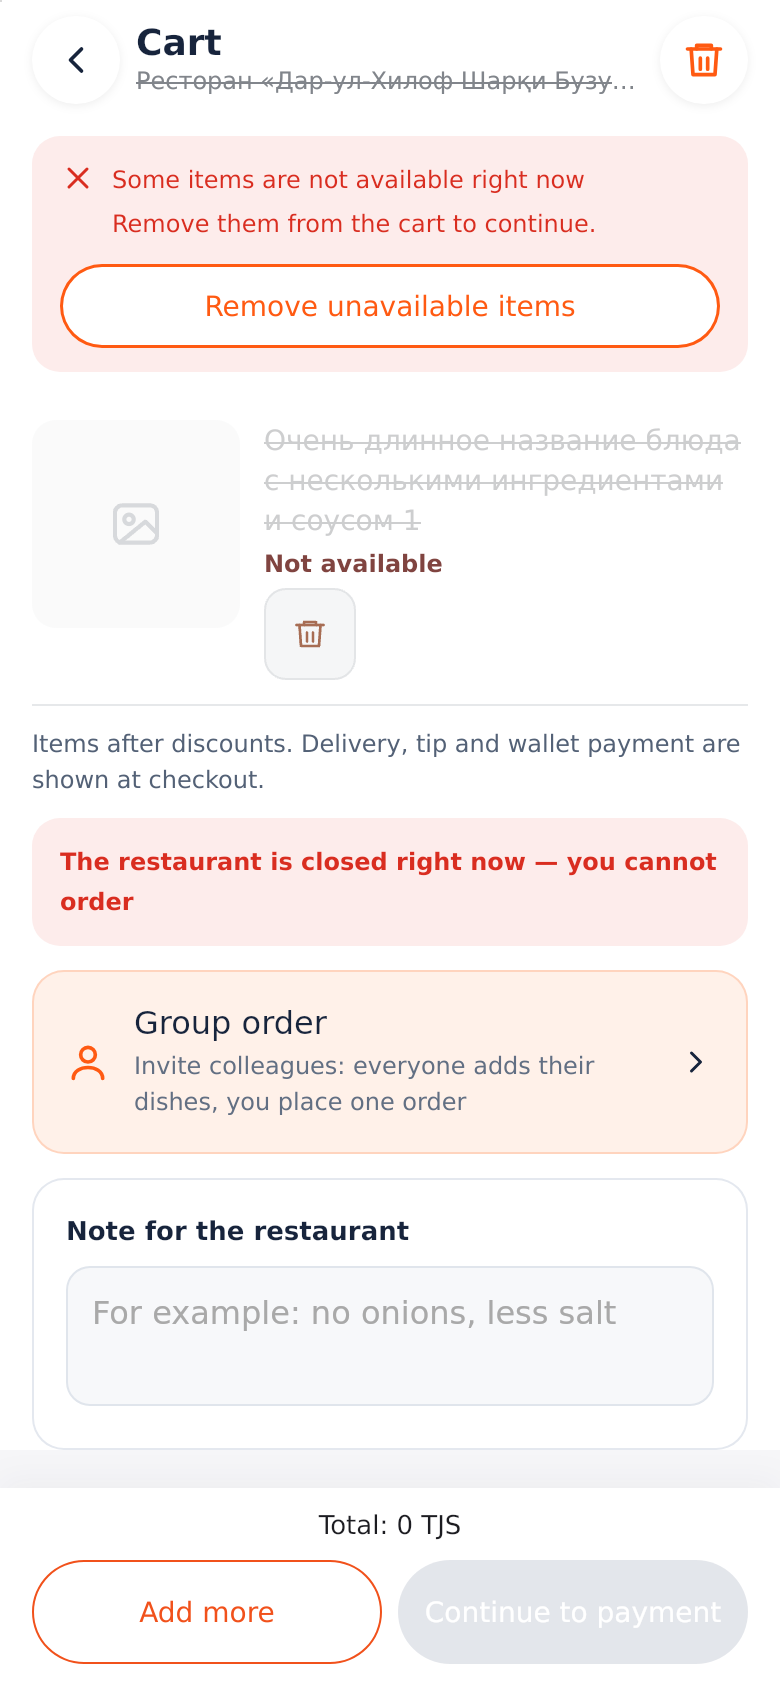 Cart
Ресторан «Дар-ул-Хилоф Шарқи Бузу...
Some items are not available right now
Remove them from the cart to continue.
Remove unavailable items
Очень длинное название блюда
с несколькими ингредиентами
и соусом 1
Not available
Items after discounts. Delivery, tip and wallet payment are
shown at checkout.
The restaurant is closed right now — you cannot
order
Group order
Invite colleagues: everyone adds their
dishes, you place one order
Note for the restaurant
For example: no onions, less salt
Total: 0 TJS
Add more
Continue to payment